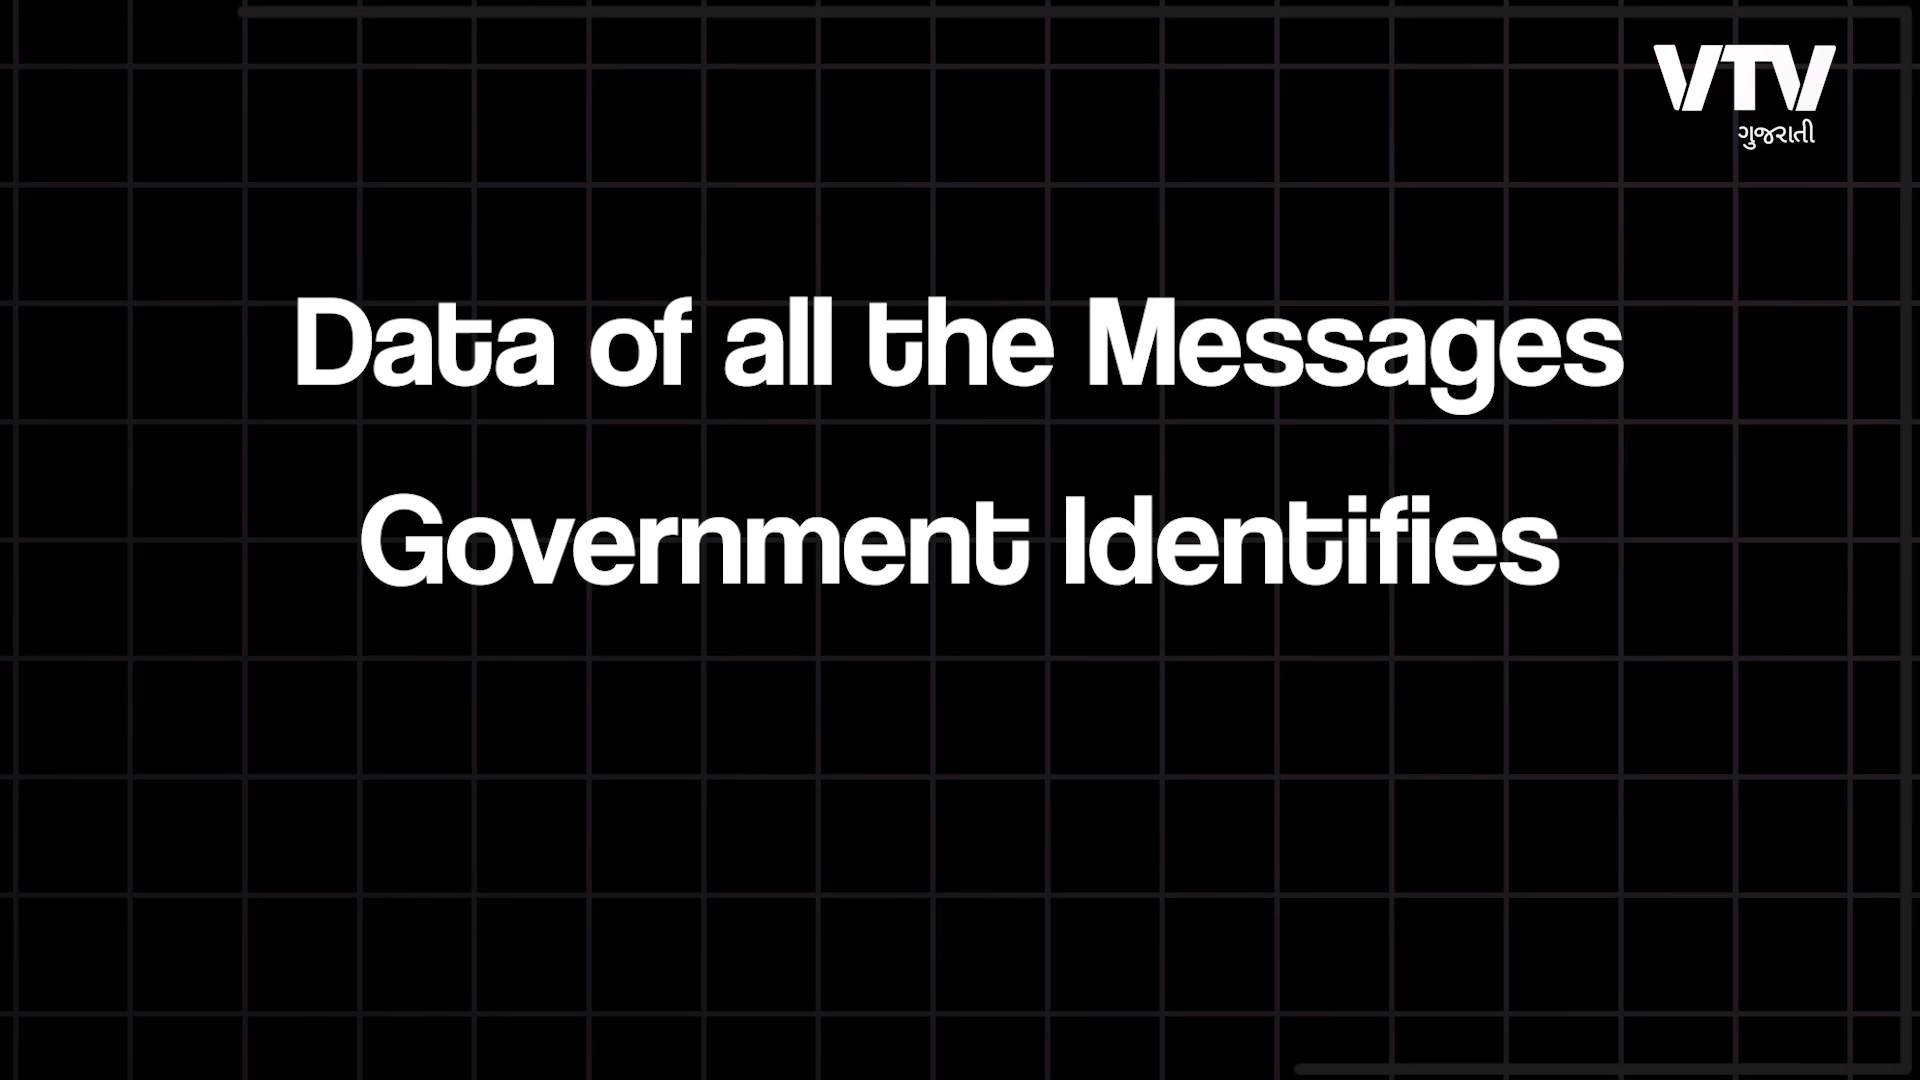 VTV
ગુજરાતી
Data of all the Messages
Government Identifies